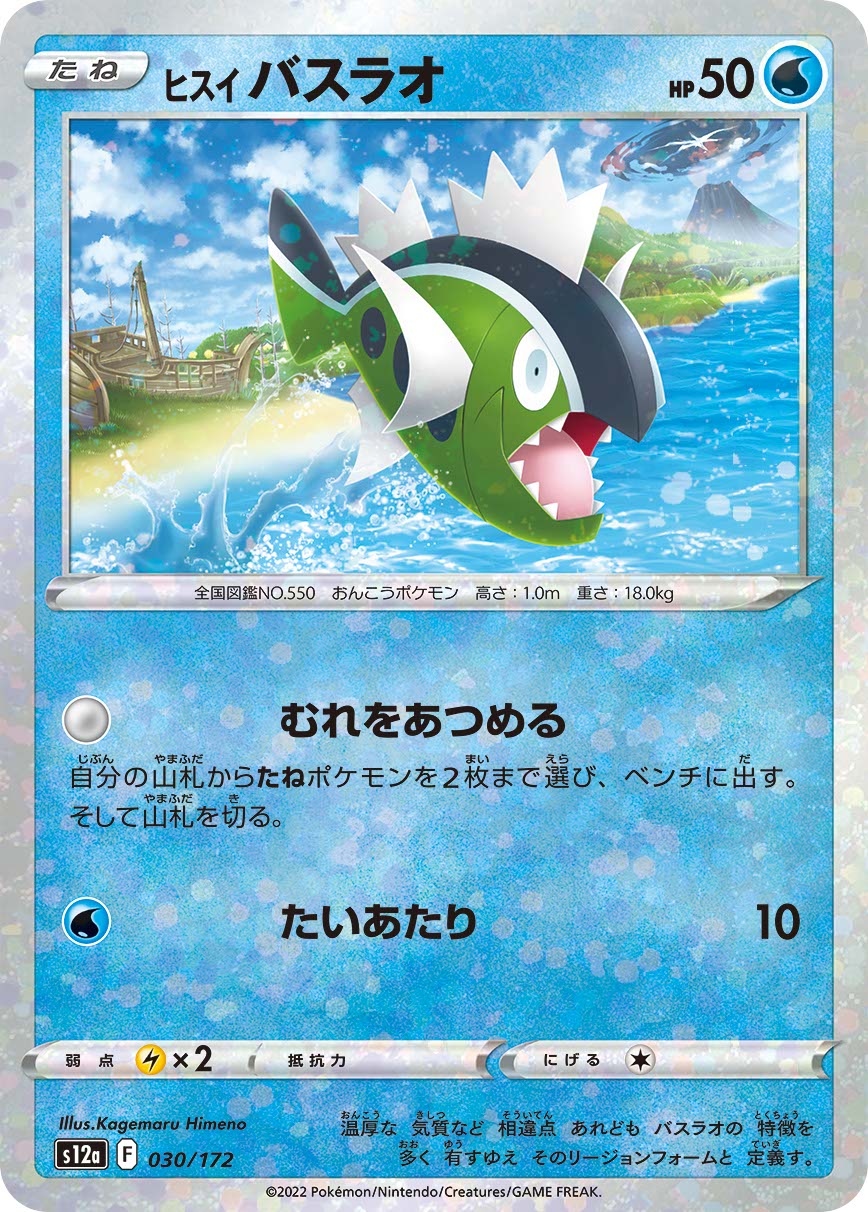 たね ヒスイ バスラオ HP50
全国図鑑NO.550 おんこうポケモン 高さ：1.0m 重さ：18.0kg
むれをあつめる
自分の山札からたねポケモンを2枚まで選び、ベンチに出す。
そして山札を切る。
たいあたり 10
弱点 ×2 抵抗力 にげる
Illus.Kagemaru Himeno
s12a F 030/172
温厚な 気質など 相違点 あれども バスラオの 特徴を
多く 有すゆえ そのリージョンフォームと 定義す。
©2022 Pokémon/Nintendo/Creatures/GAME FREAK.